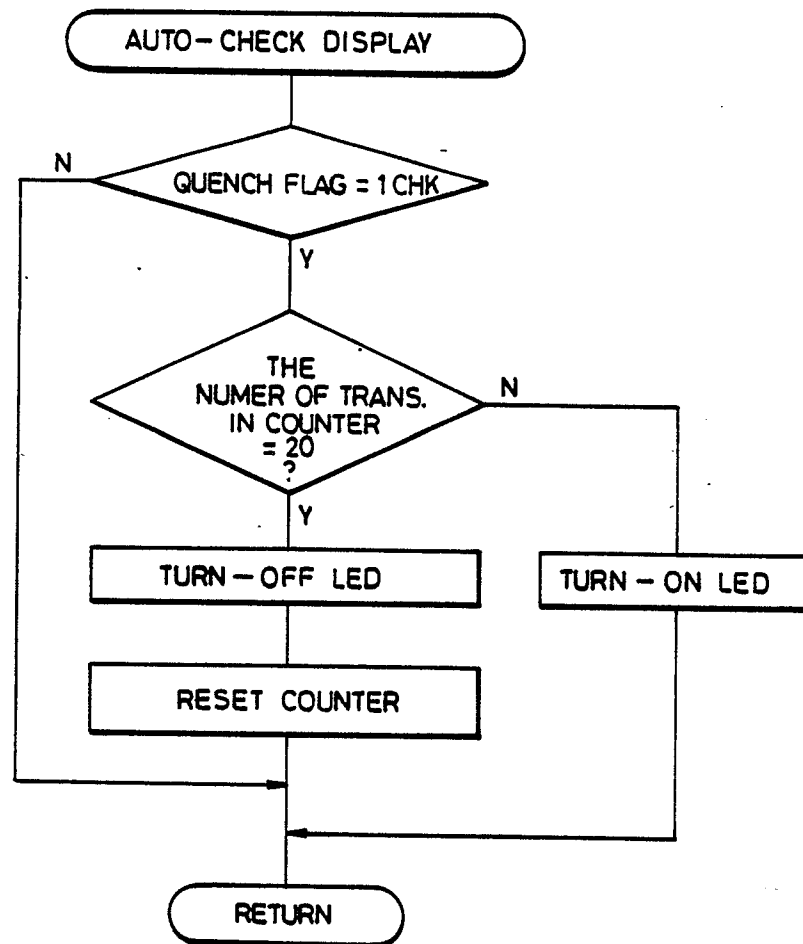 AUTO-CHECK DISPLAY
N
QUENCH FLAG = 1 CHK
Y
THE
NUMER OF TRANS.
IN COUNTER
= 20
?
N
Y
TURN-OFF LED
TURN-ON LED
RESET COUNTER
RETURN